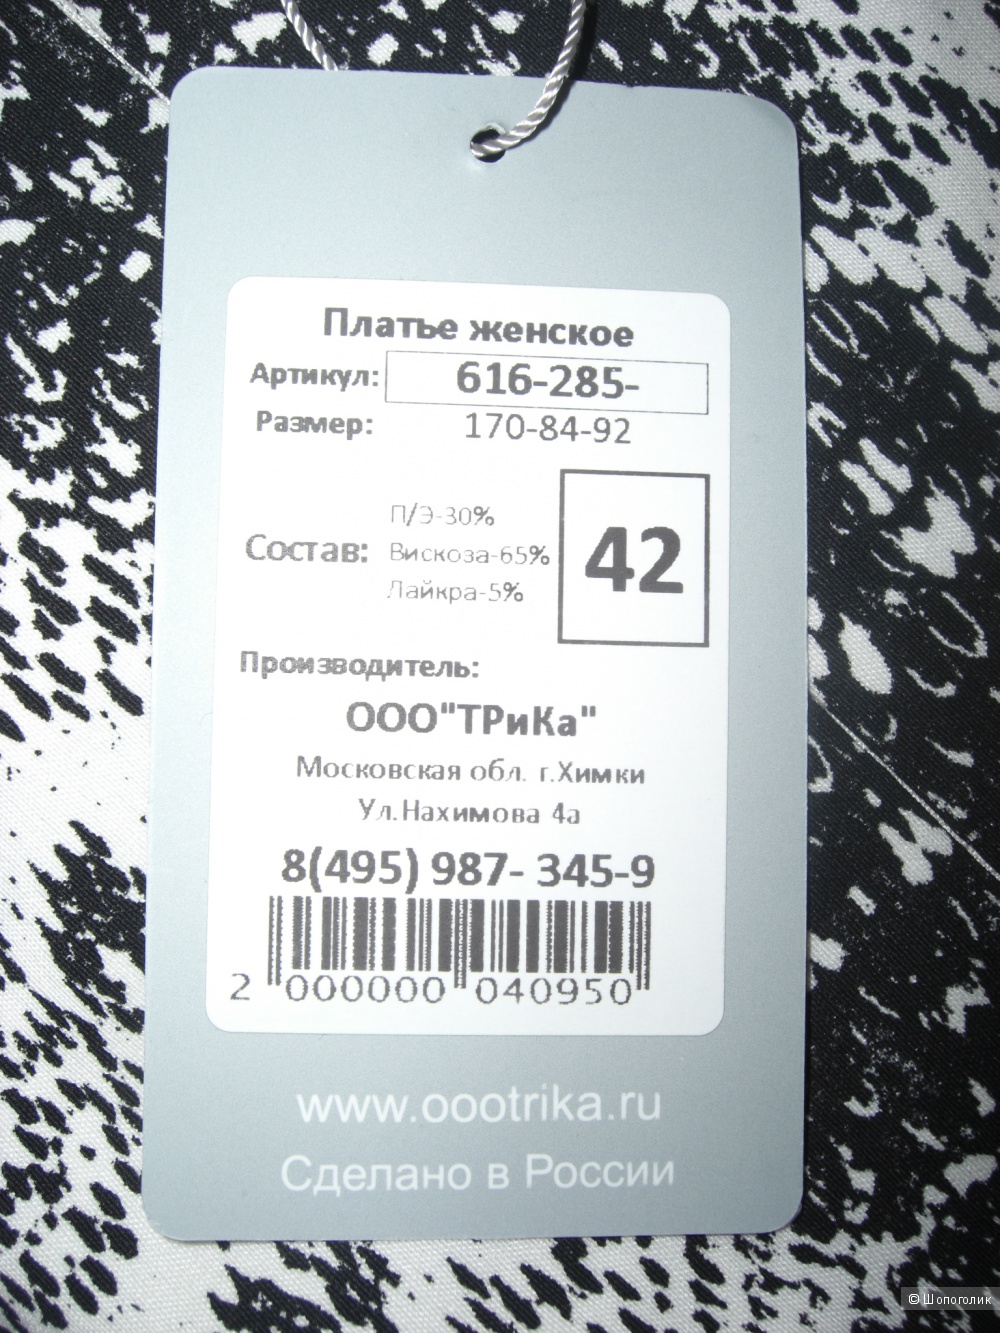 Платье женское
Артикул: 616-285-
Размер: 170-84-92
П/Э-30%
Состав: Вискоза-65%
Лайкра-5%
42
Производитель:
ООО"ТРиКа"
Московская обл. г.Химки
Ул.Нахимова 4а
8(495) 987- 345-9
2 000000 040950
www.oootrika.ru
Сделано в России
© Шопоголик